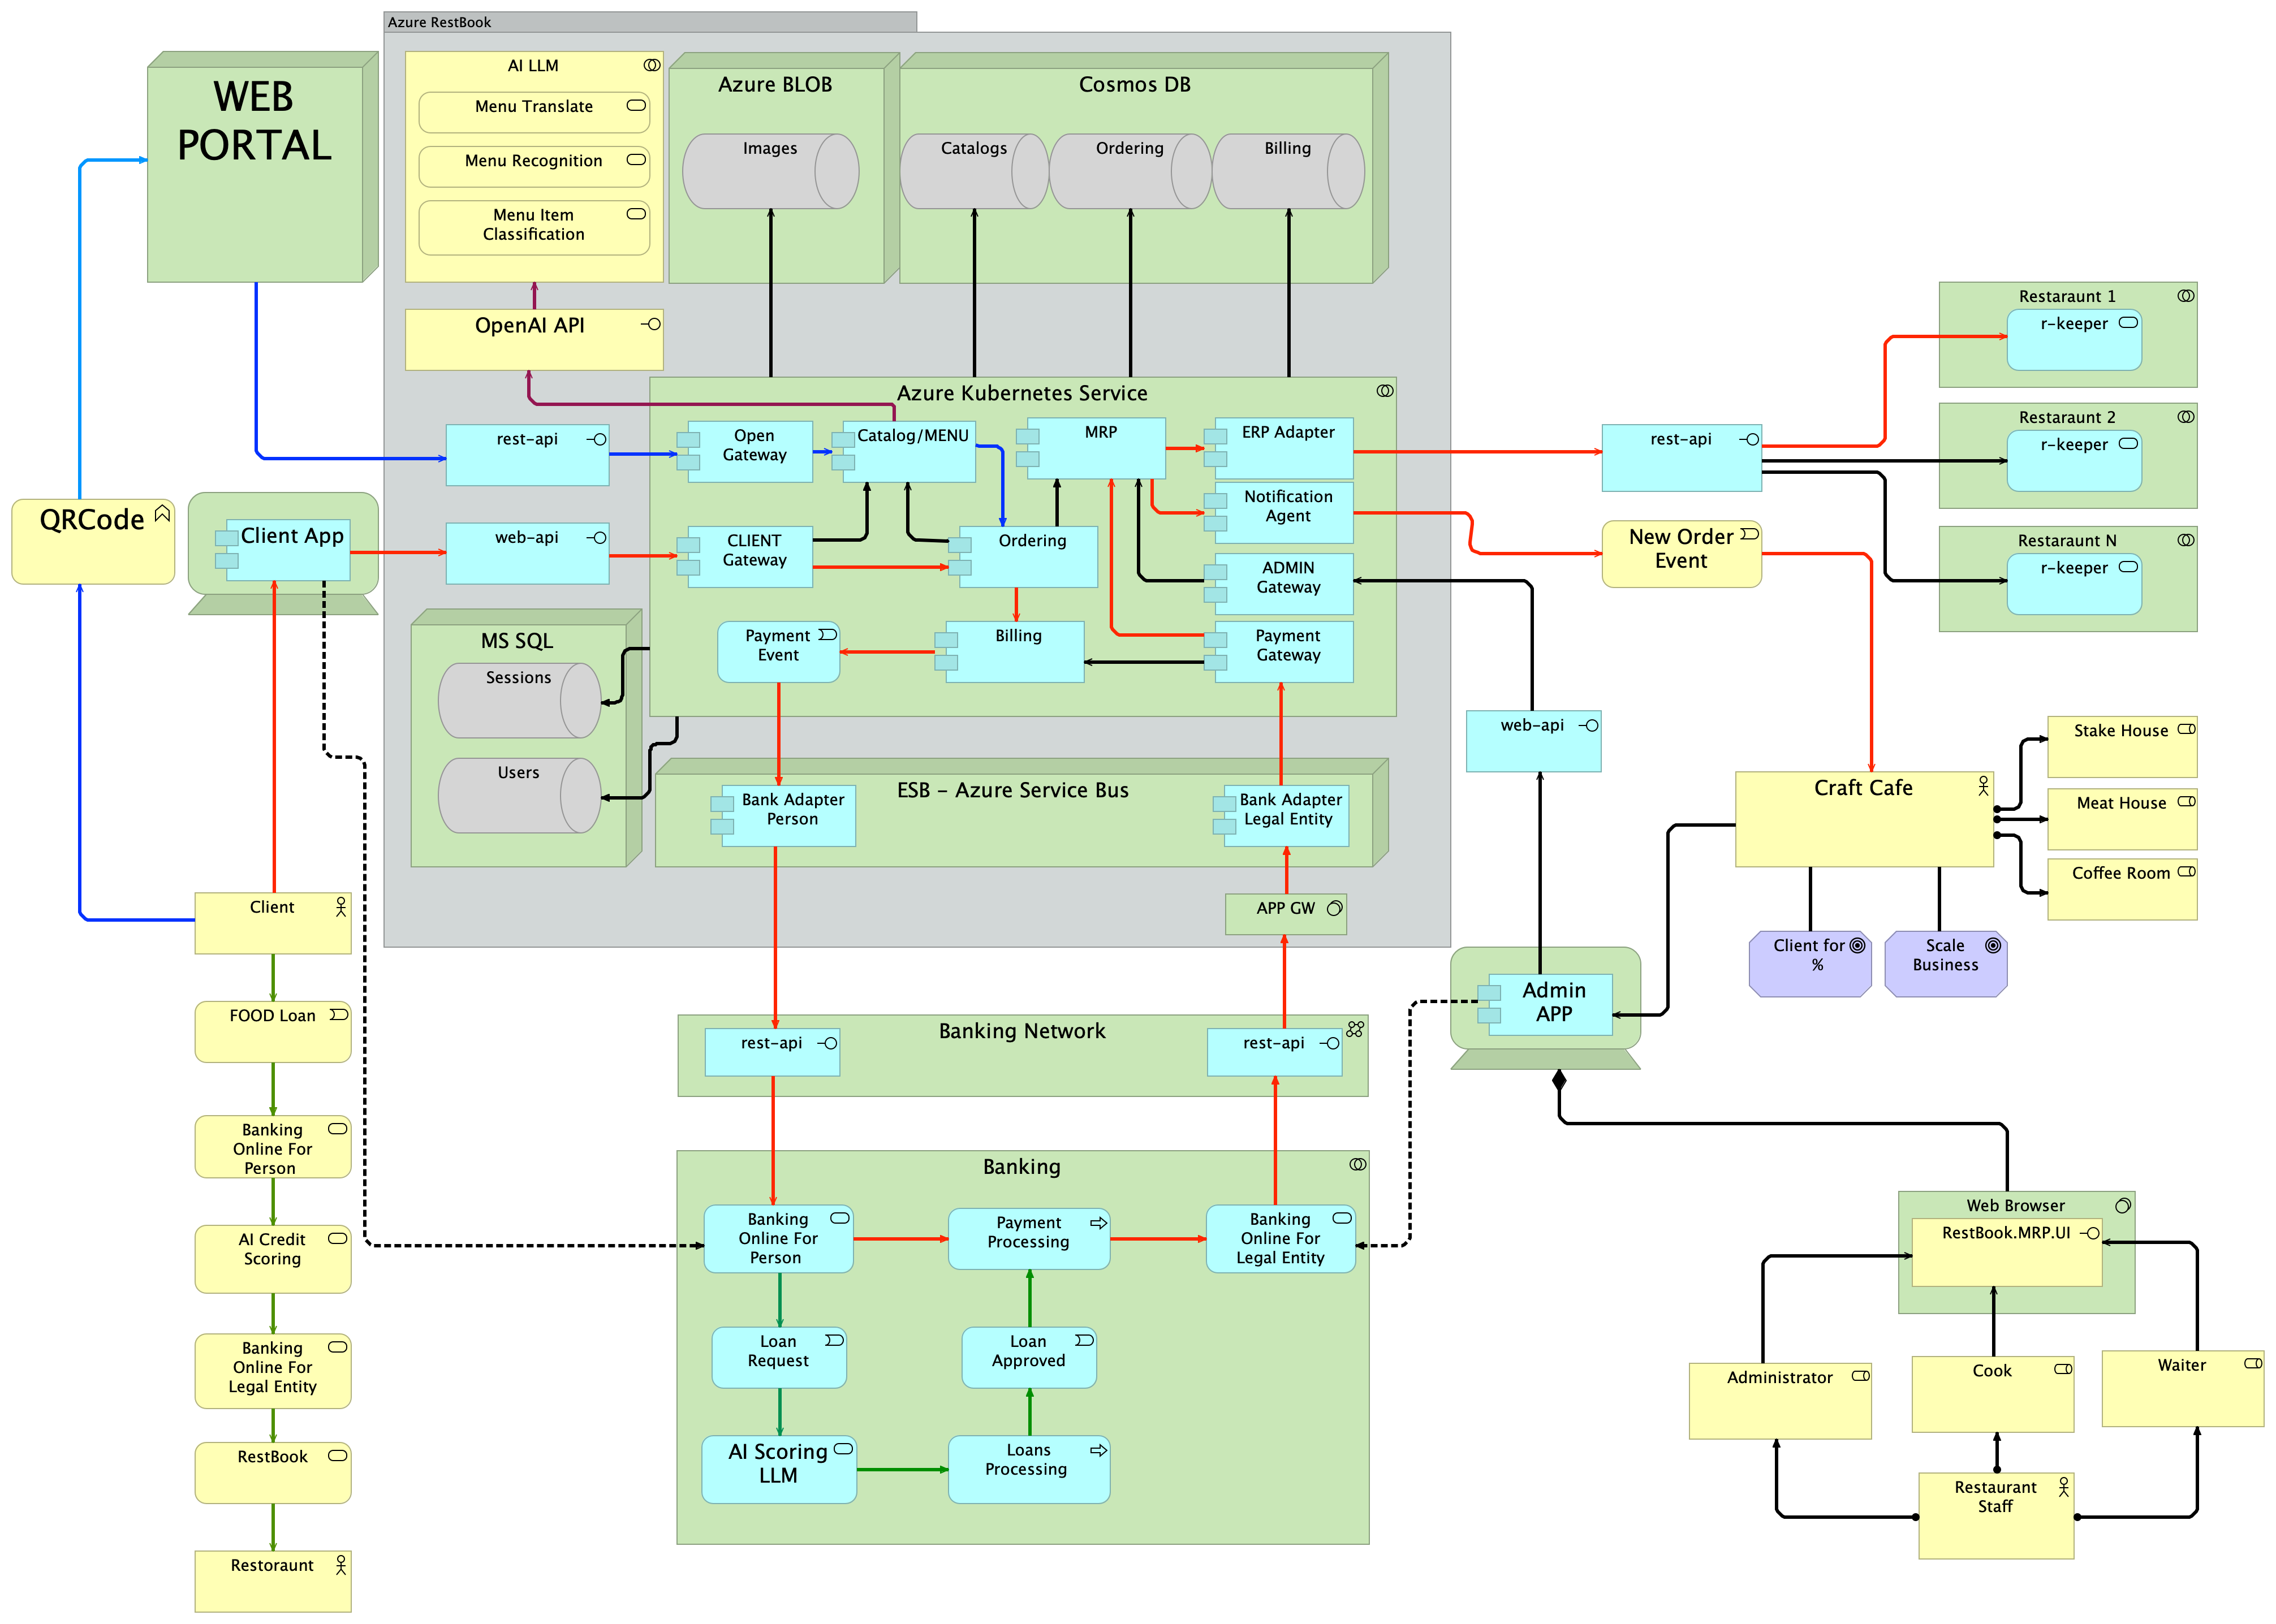 Azure RestBook
WEB
PORTAL
AI LLM
Menu Translate
Menu Recognition
Menu Item
Classification
Azure BLOB
Images
Cosmos DB
Catalogs
Ordering
Billing
OpenAI API
Azure Kubernetes Service
rest-api
Open
Gateway
Catalog/MENU
MRP
ERP Adapter
Notification
Agent
web-api
CLIENT
Gateway
Ordering
ADMIN
Gateway
Payment
Event
Billing
Payment
Gateway
QRCode
Client App
MS SQL
Sessions
Users
ESB - Azure Service Bus
Bank Adapter
Person
Bank Adapter
Legal Entity
APP GW
rest-api
New Order
Event
Restaraunt 1
r-keeper
Restaraunt 2
r-keeper
Restaraunt N
r-keeper
web-api
Craft Cafe
Stake House
Meat House
Coffee Room
Client for
%
Scale
Business
Admin
APP
Client
FOOD Loan
Banking
Online For
Person
AI Credit
Scoring
Banking
Online For
Legal Entity
RestBook
Restoraunt
Banking Network
rest-api
rest-api
Banking
Banking
Online For
Person
Payment
Processing
Banking
Online For
Legal Entity
Loan
Request
Loan
Approved
AI Scoring
LLM
Loans
Processing
Web Browser
RestBook.MRP.UI
Administrator
Cook
Waiter
Restaurant
Staff